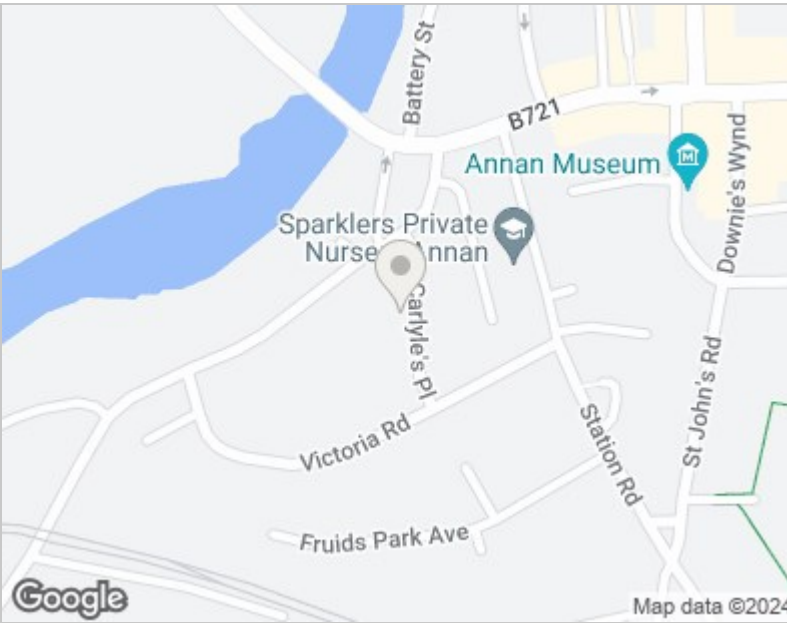 Battery St
B721
Annan Museum
M
Downie's Wynd
Sparklers Private
Nursery Annan
Carlyle's Pl
St John's Rd
Victoria Rd
Station Rd
Fruids Park Ave
Google
Map data ©2024